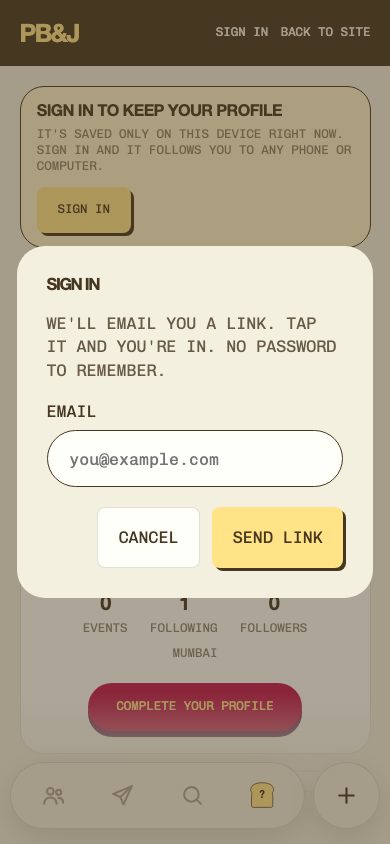 PB&J
SIGN IN BACK TO SITE
SIGN IN TO KEEP YOUR PROFILE
IT'S SAVED ONLY ON THIS DEVICE RIGHT NOW.
SIGN IN AND IT FOLLOWS YOU TO ANY PHONE OR
COMPUTER.
SIGN IN
SIGN IN
WE'LL EMAIL YOU A LINK. TAP
IT AND YOU'RE IN. NO PASSWORD
TO REMEMBER.
EMAIL
you@example.com
CANCEL SEND LINK
0 1 0
EVENTS FOLLOWING FOLLOWERS
MUMBAI
COMPLETE YOUR PROFILE
?